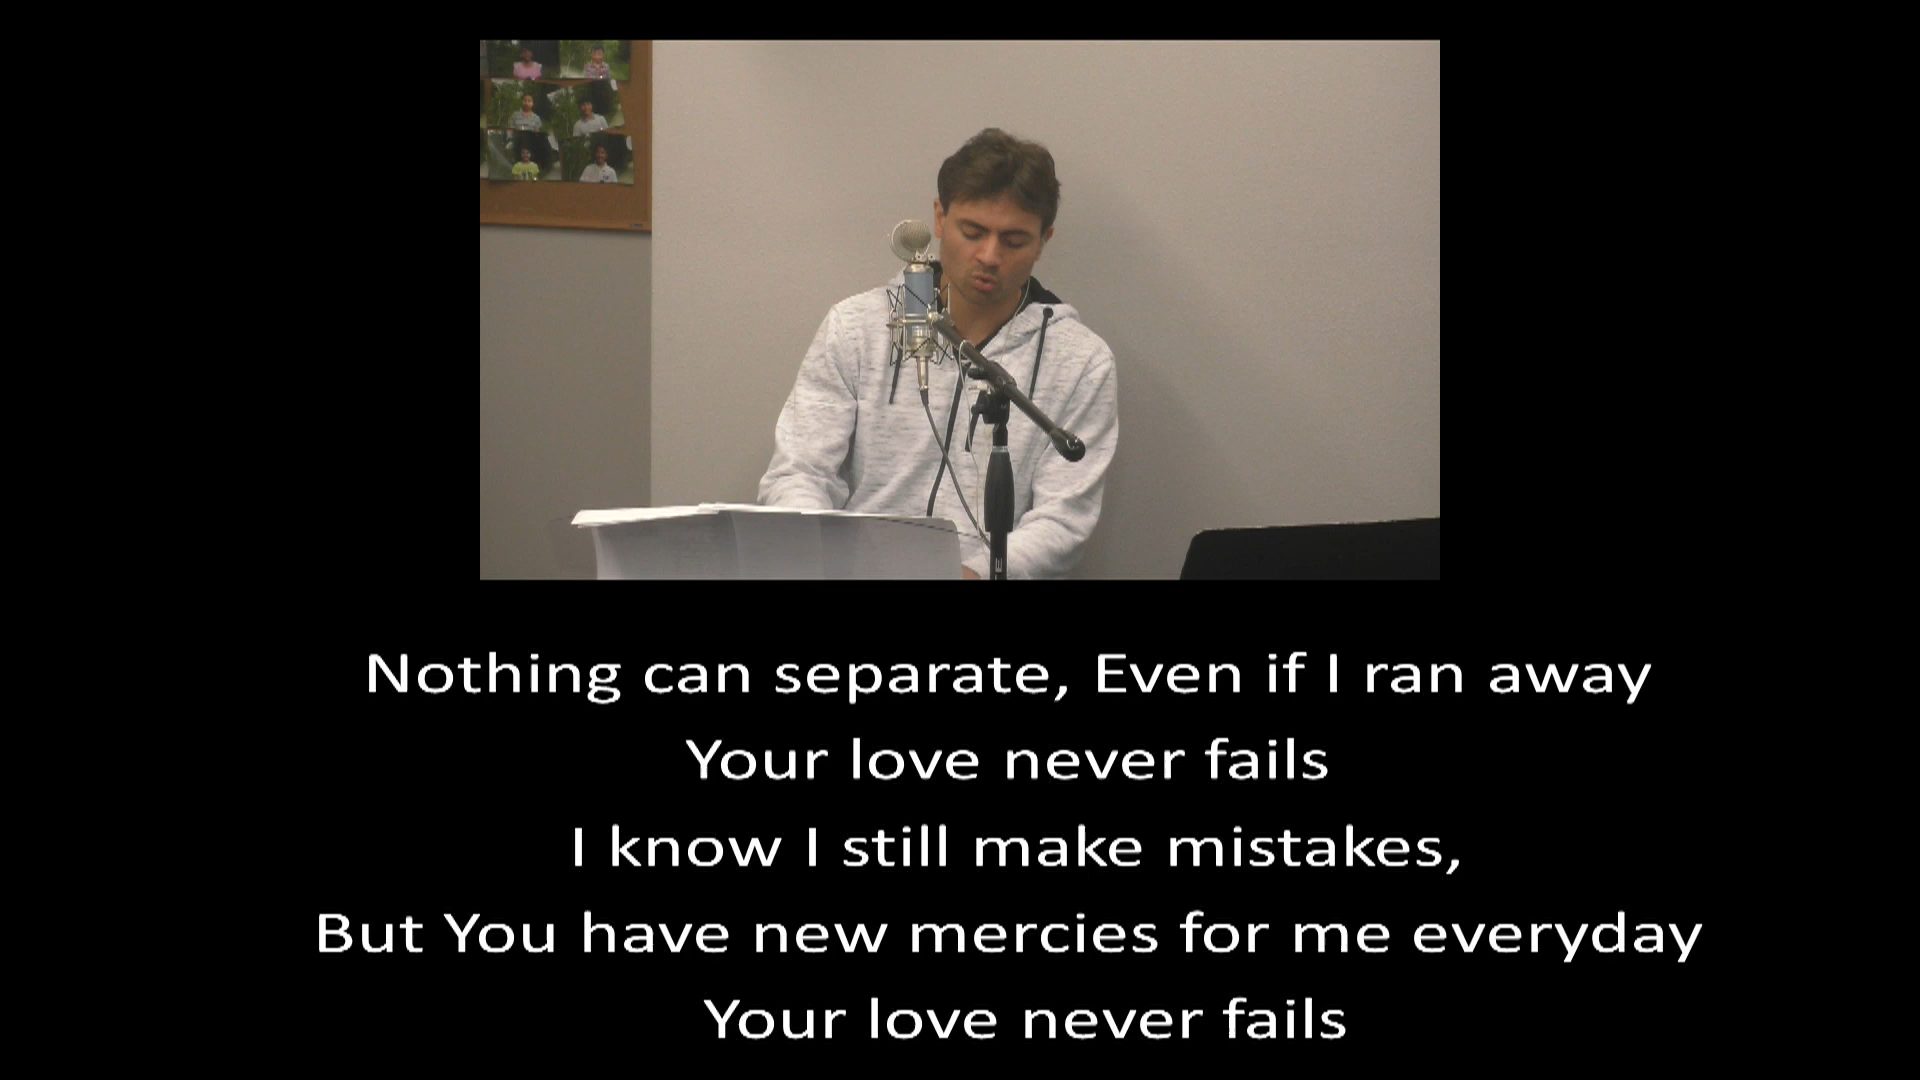 Nothing can separate, Even if I ran away
Your love never fails
I know I still make mistakes,
But You have new mercies for me everyday
Your love never fails